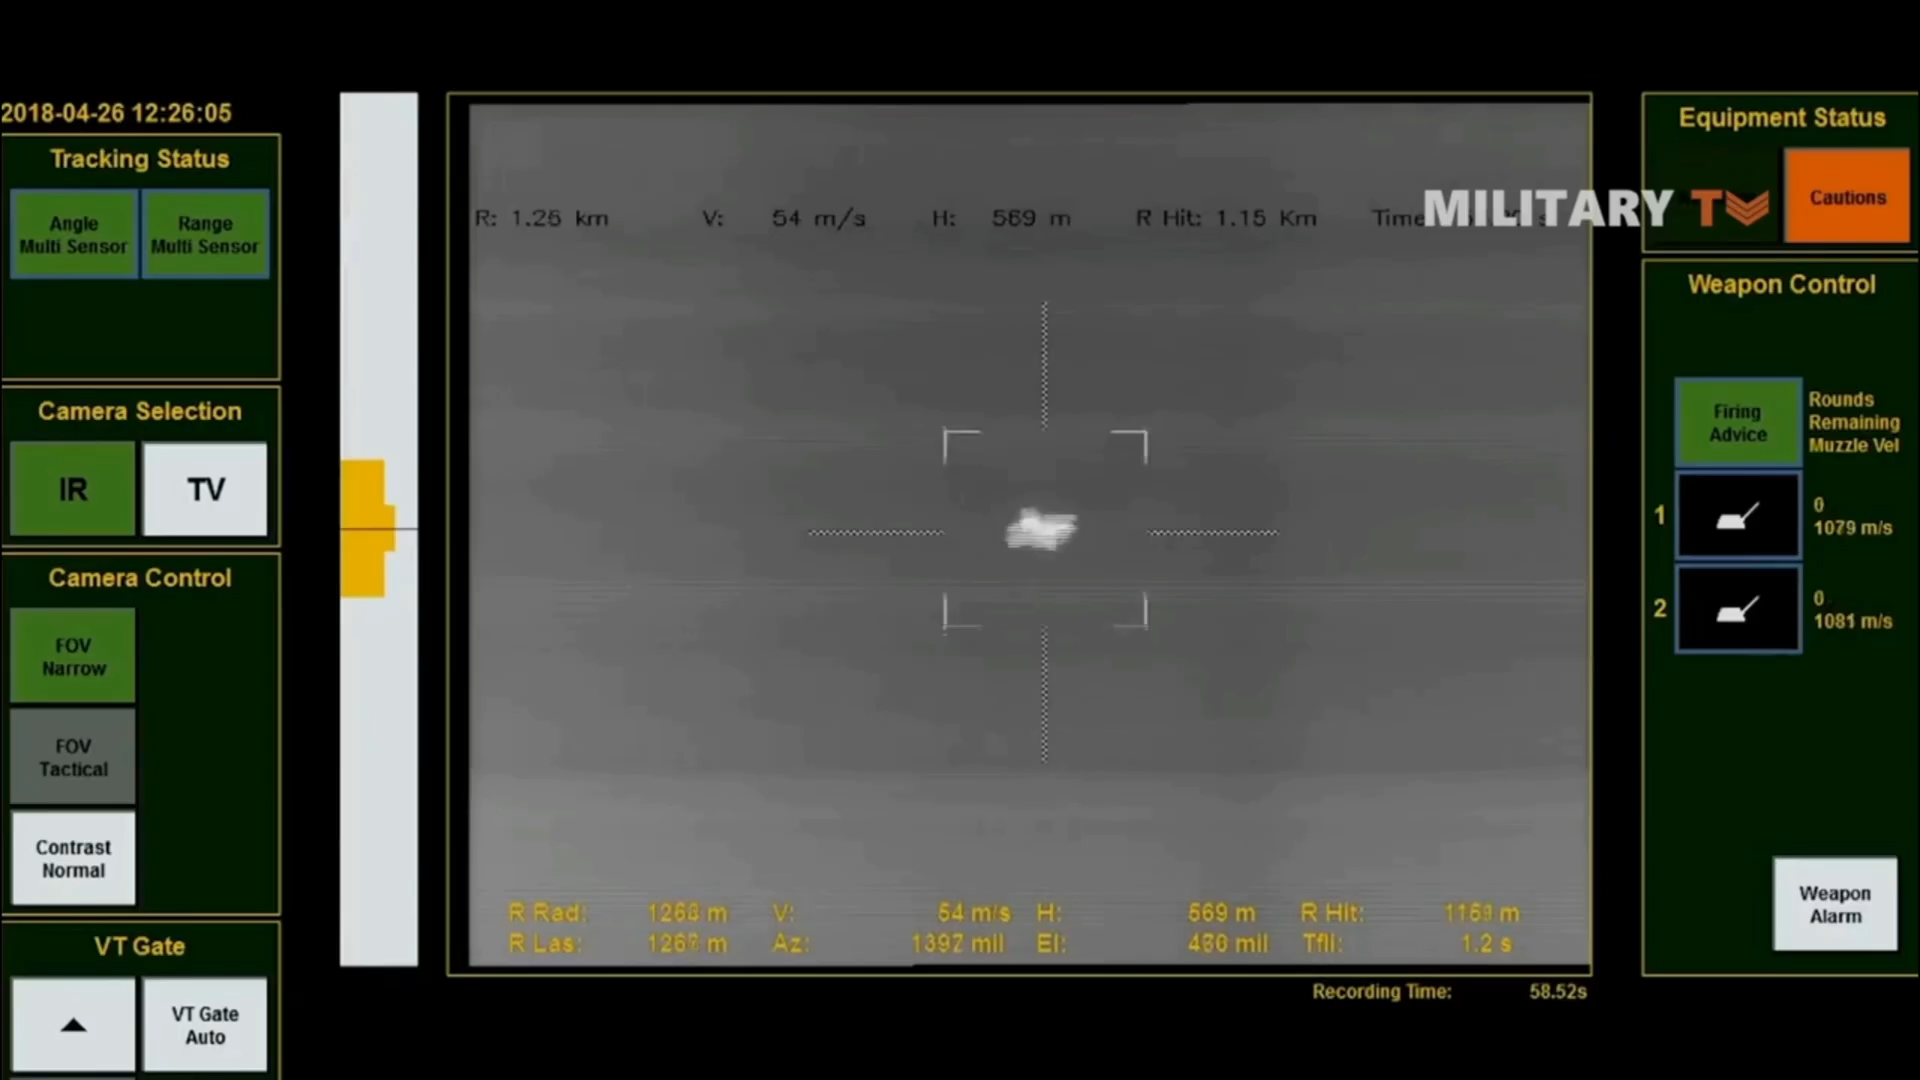 2018-04-26 12:26:05
Tracking Status
Angle
Multi Sensor
Range
Multi Sensor
Camera Selection
IR
TV
Camera Control
FOV
Narrow
FOV
Tactical
Contrast
Normal
VT Gate
VT Gate
Auto
R: 1.26 km V: 54 m/s H: 569 m R Hit: 1.15 Km Time
MILITARY TV
R Rad: 1268 m V: 54 m/s H: 569 m R Hit: m
R Las: 1267 m Az: 1392 mil El: mil Tfli: 1.2 s
Recording Time: 58.52s
Equipment Status
Cautions
Weapon Control
Firing
Advice
Rounds
Remaining
Muzzle Vel
1
0
1079 m/s
2
0
1081 m/s
Weapon
Alarm